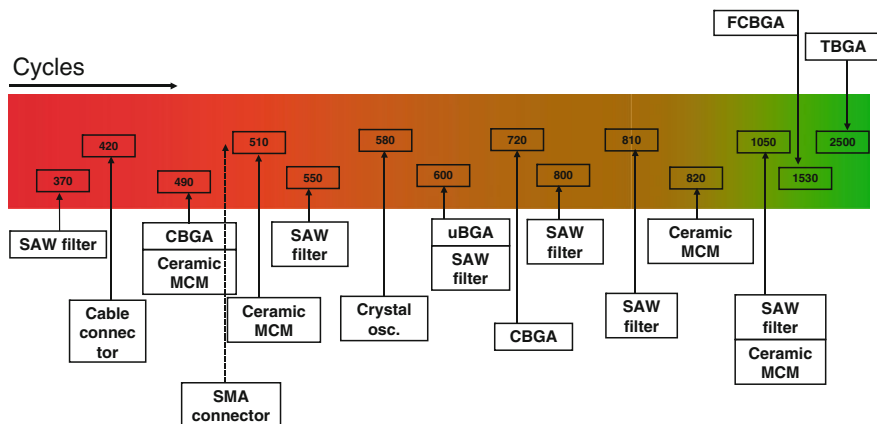 FCBGA
TBGA
Cycles
420
510
580
720
810
1050
2500
370
490
550
600
800
820
1530
SAW filter
CBGA
Ceramic
MCM
SAW
filter
uBGA
SAW
filter
SAW
filter
Ceramic
MCM
Cable
connec
tor
Ceramic
MCM
Crystal
osc.
CBGA
SAW
filter
SAW
filter
Ceramic
MCM
SMA
connector